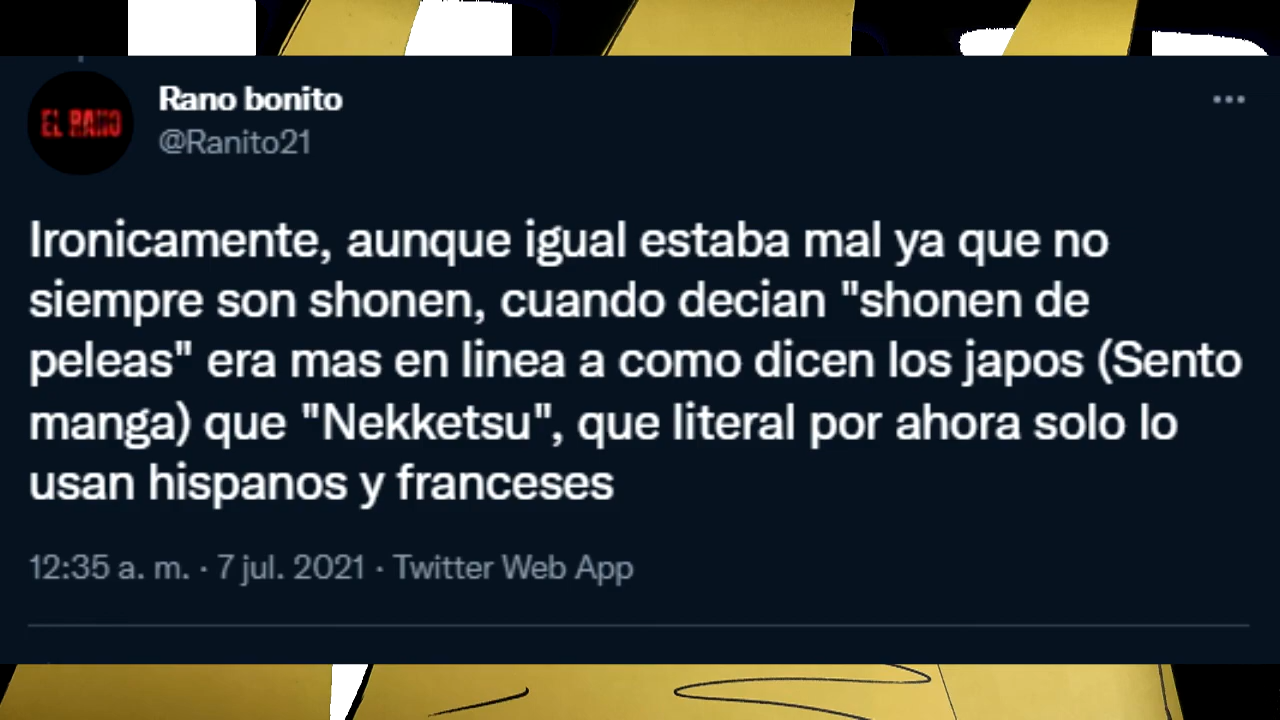 EL RANO
Rano bonito
@Ranito21
Ironicamente, aunque igual estaba mal ya que no
siempre son shonen, cuando decian "shonen de
peleas" era mas en linea a como dicen los japos (Sento
manga) que "Nekketsu", que literal por ahora solo lo
usan hispanos y franceses
12:35 a. m. · 7 jul. 2021 · Twitter Web App